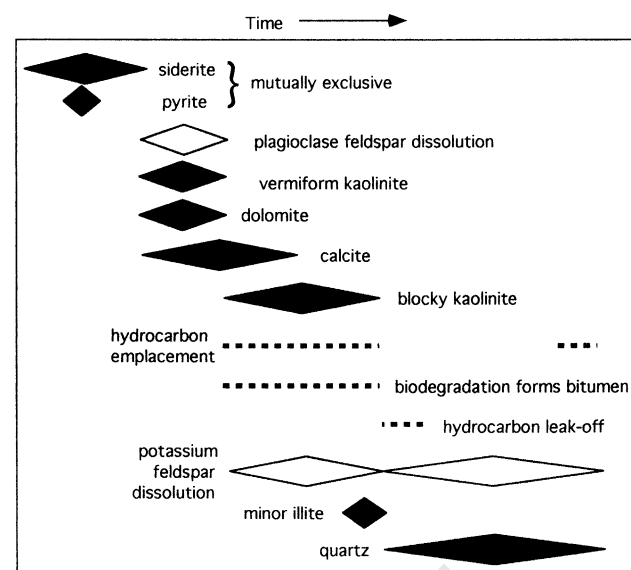 Time
siderite
pyrite
mutually exclusive
plagioclase feldspar dissolution
vermiform kaolinite
dolomite
calcite
blocky kaolinite
hydrocarbon
emplacement
biodegradation forms bitumen
hydrocarbon leak-off
potassium
feldspar
dissolution
minor illite
quartz